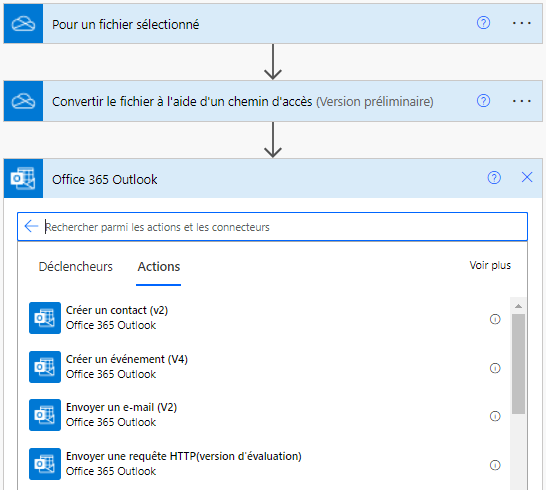 Pour un fichier sélectionné
Convertir le fichier à l'aide d'un chemin d'accès (Version préliminaire)
Office 365 Outlook
Rechercher parmi les actions et les connecteurs
Déclencheurs Actions Voir plus
Créer un contact (v2)
Office 365 Outlook
Créer un événement (V4)
Office 365 Outlook
Envoyer un e-mail (V2)
Office 365 Outlook
Envoyer une requête HTTP(version d'évaluation)
Office 365 Outlook